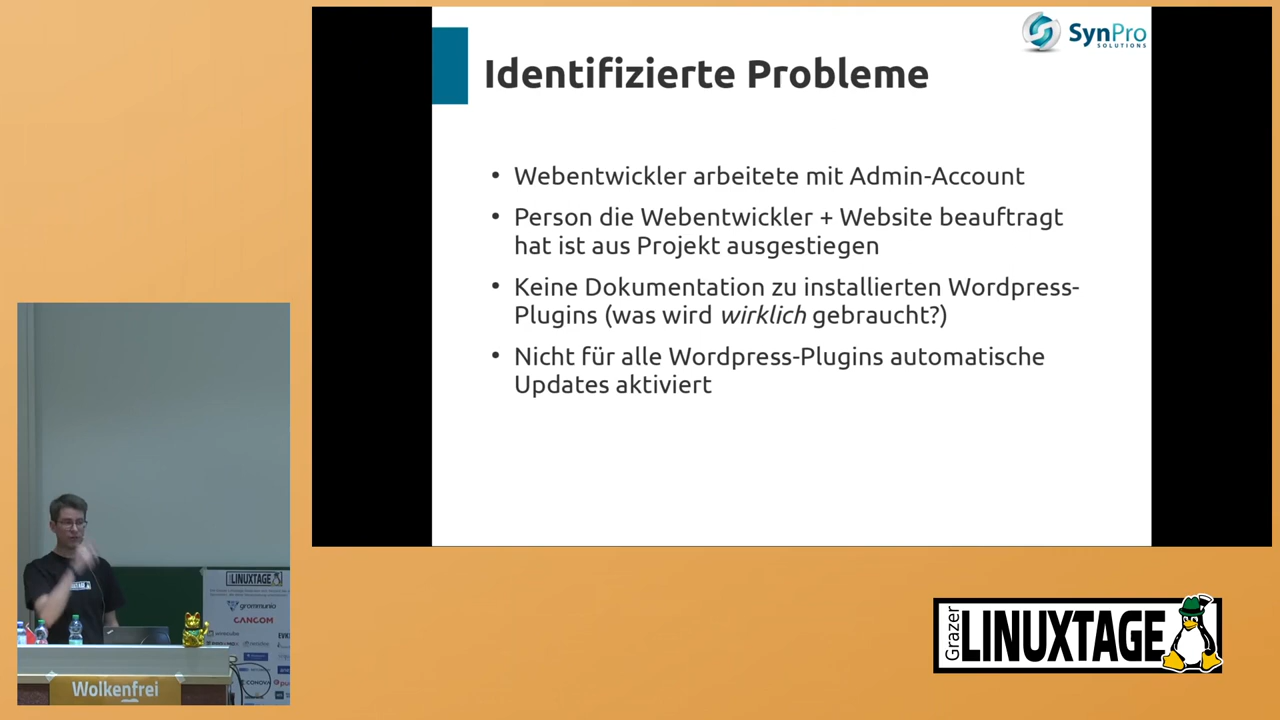 SynPro
SOLUTIONS
Identifizierte Probleme
• Webentwickler arbeitete mit Admin-Account
• Person die Webentwickler + Website beauftragt
hat ist aus Projekt ausgestiegen
• Keine Dokumentation zu installierten Wordpress-
Plugins (was wird wirklich gebraucht?)
• Nicht für alle Wordpress-Plugins automatische
Updates aktiviert
LINUXTAGE
grommunio
CANCOM
Wolkenfrei
Grazer
LINUXTAGE